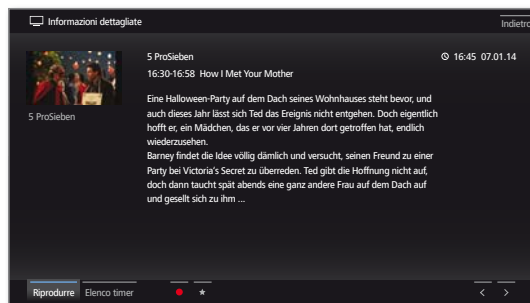 Informazioni dettagliate
Indietro
5 ProSieben
16:45 07.01.14
16:30-16:58 How I Met Your Mother
5 ProSieben
Eine Halloween-Party auf dem Dach seines Wohnhauses steht bevor, und
auch dieses Jahr lässt sich Ted das Ereignis nicht entgehen. Doch eigentlich
hofft er, ein Mädchen, das er vor vier Jahren dort getroffen hat, endlich
wiederzusehen.
Barney findet die Idee völlig dämlich und versucht, seinen Freund zu einer
Party bei Victoria's Secret zu überreden. Ted gibt die Hoffnung nicht auf,
doch dann taucht spät abends eine ganz andere Frau auf dem Dach auf
und gesellt sich zu ihm ...
Riprodurre Elenco timer